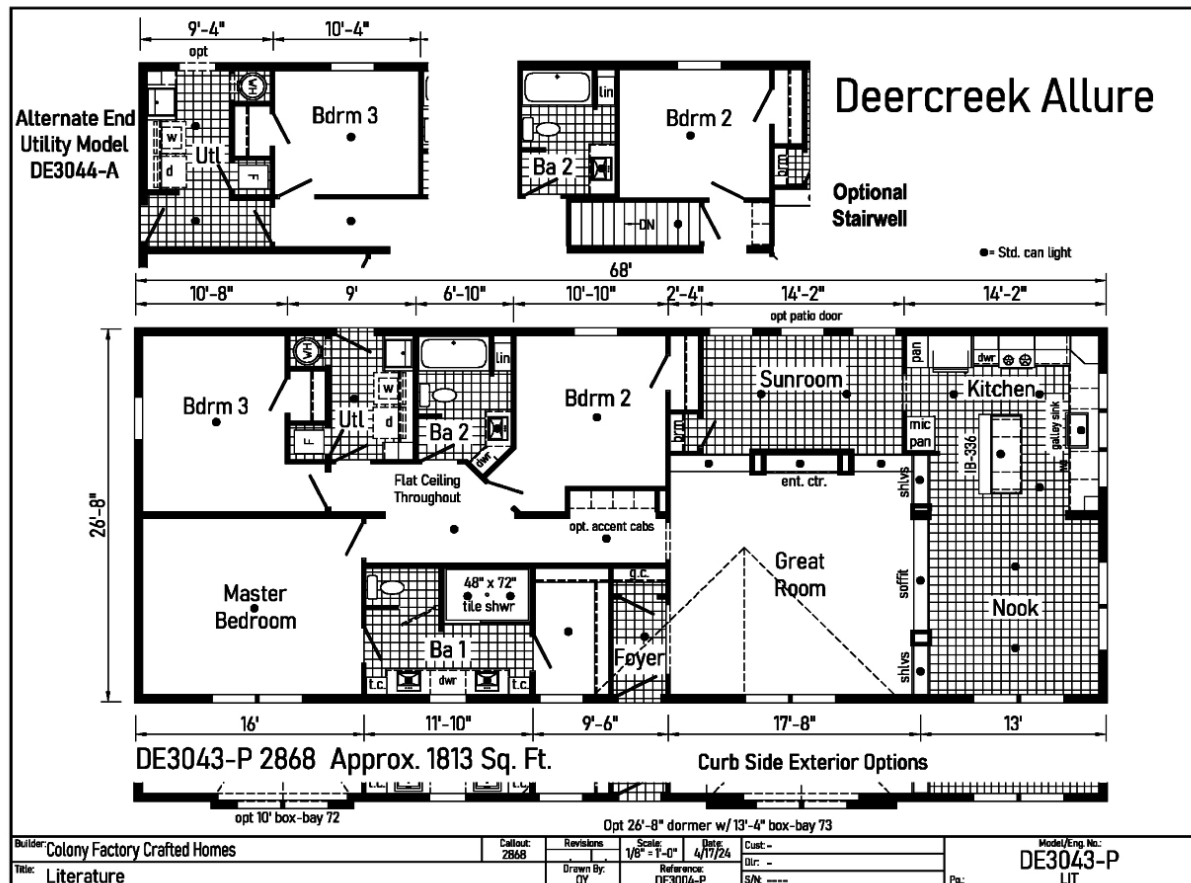 9'-4" 10'-4"
opt
Deercreek Allure
Alternate End
Utility Model
DE3044-A
WH
Bdrm 3
w
Utl
d
F
lin
Bdrm 2
Ba 2
brm
DN
Optional
Stairwell
●= Std. can light
68'
10'-8" 9' 6'-10" 10'-10" 2'-4" 14'-2" 14'-2"
opt patio door
26'-8"
WH
lin
pan
dwr
Bdrm 3
w
Utl
d
F
Ba 2
dwr
Bdrm 2
brm
Sunroom
Kitchen
mic
pan
IB-336
galley sink
Flat Ceiling
Throughout
ent. ctr.
shlvs
opt. accent cabs
Master
Bedroom
48" x 72"
tile shwr
g.c.
Great
Room
soffit
Nook
Ba 1
Foyer
t.c.
dwr
t.c.
shlvs
16' 11'-10" 9'-6" 17'-8" 13'
DE3043-P 2868 Approx. 1813 Sq. Ft.
Curb Side Exterior Options
t.c.
t.c.
opt 10' box-bay 72
Opt 26'-8" dormer w/ 13'-4" box-bay 73
Builder: Colony Factory Crafted Homes
Callout:
2868
Revisions
Scale:
1/8" = 1'-0"
Date:
4/17/24
Cust: -
Model/Eng. No.:
DE3043-P
LIT
Title: Literature
Drawn By:
OY
Reference:
DE3004-P
Dlr: -
S/N: ----
Pg.: